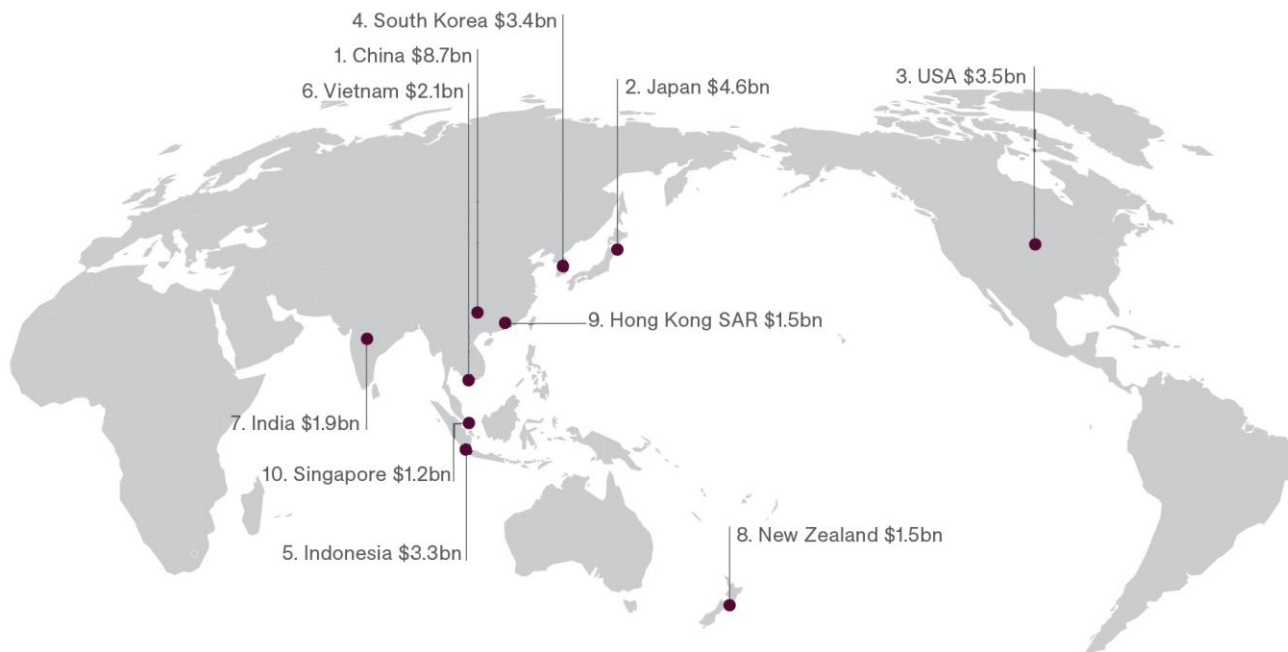 4. South Korea $3.4bn
1. China $8.7bn
6. Vietnam $2.1bn
2. Japan $4.6bn
3. USA $3.5bn
9. Hong Kong SAR $1.5bn
7. India $1.9bn
10. Singapore $1.2bn
5. Indonesia $3.3bn
8. New Zealand $1.5bn